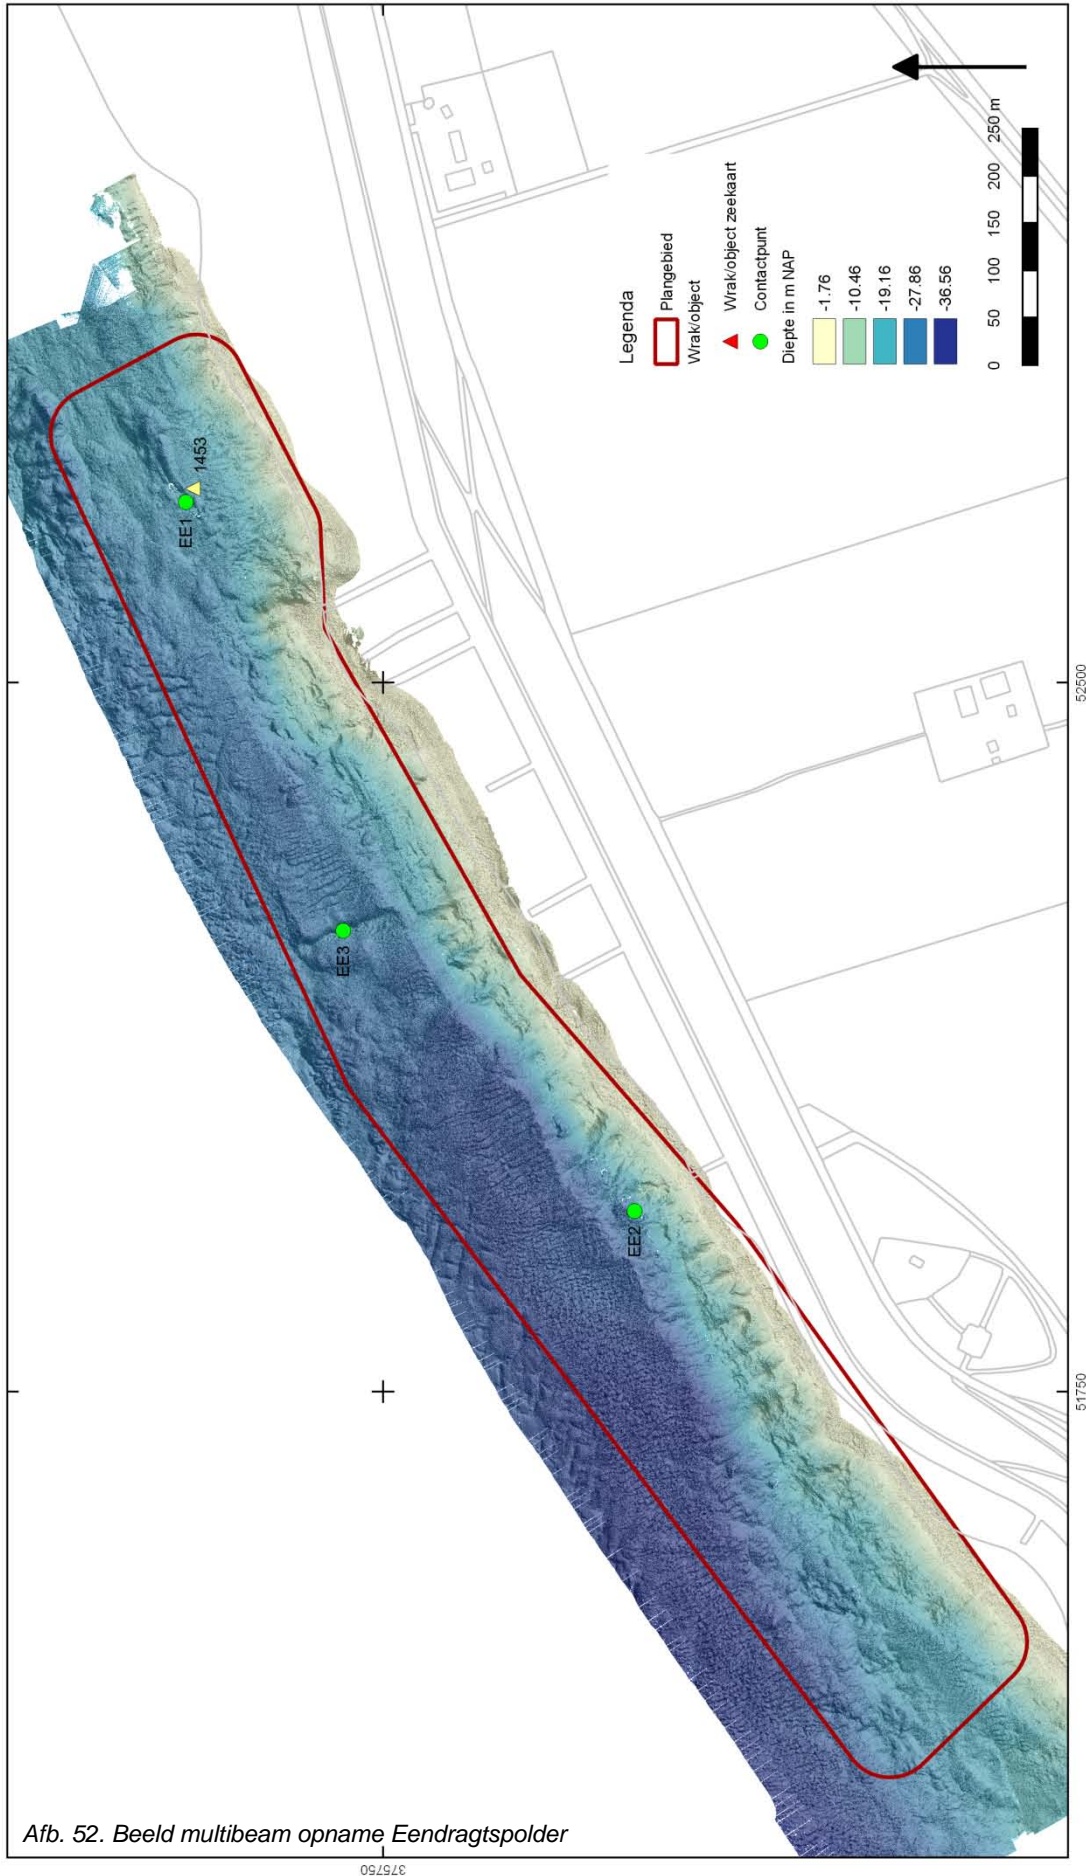 1453
EE1
EE3
EE2
Legenda
Plangebied
Wrak/object
Wrak/object zeekaart
Contactpunt
Diepte in m NAP
-1.76
-10.46
-19.16
-27.86
-36.56
0 50 100 150 200 250 m
52500
51750
375750
Afb. 52. Beeld multibeam opname Eendragtspolder